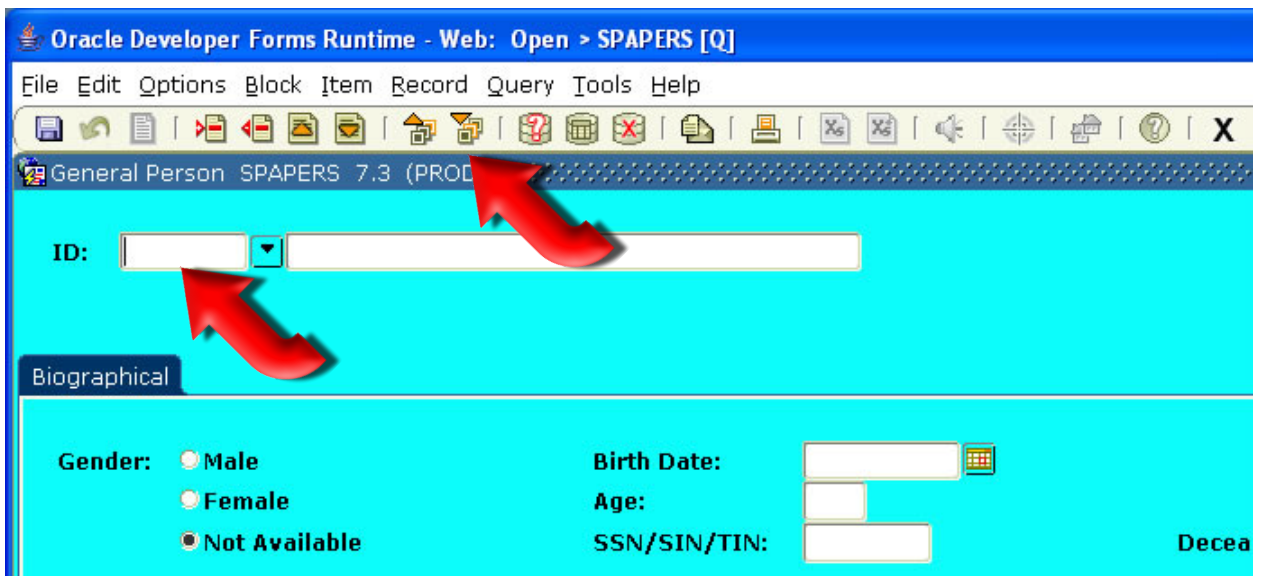 Oracle Developer Forms Runtime - Web: Open > SPAPERS [Q]
File Edit Options Block Item Record Query Tools Help
General Person SPAPERS 7.3 (PROD
ID:
Biographical
Gender: Male Birth Date:
Female Age:
Not Available SSN/SIN/TIN: Decea